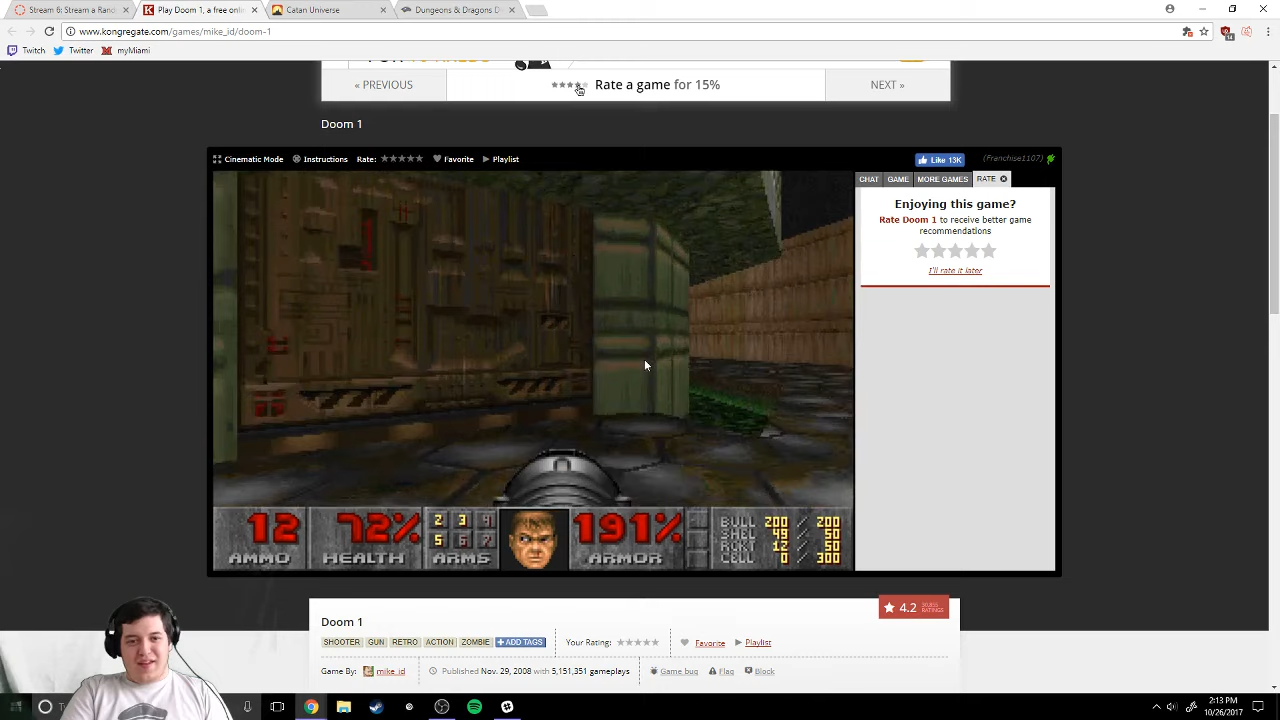 Stream 6: Stream a Rand
Play Doom 1, a free onlin
Catan Universe
Dungeons & Dragons D
www.kongregate.com/games/mike_id/doom-1
14
Twitch
Twitter
myMiami
« PREVIOUS
Rate a game for 15%
NEXT »
Doom 1
Cinematic Mode
Instructions
Rate:
Favorite
Playlist
Like 13K
(Franchise1107)
CHAT
GAME
MORE GAMES
RATE
Enjoying this game?
Rate Doom 1 to receive better game
recommendations
I'll rate it later
12
72%
2 3 4
5 6 7
191%
AMMO
HEALTH
ARMS
ARMOR
BULL 200 / 200
SHEL 49 / 50
RCKT 12 / 50
CELL 0 / 300
Doom 1
4.2
RATINGS
SHOOTER
GUN
RETRO
ACTION
ZOMBIE
+ ADD TAGS
Your Rating:
Favorite
Playlist
Game By: mike_id
Published Nov. 29, 2008 with 5,151,351 gameplays
Game bug
Flag
Block
2:13 PM
10/26/2017